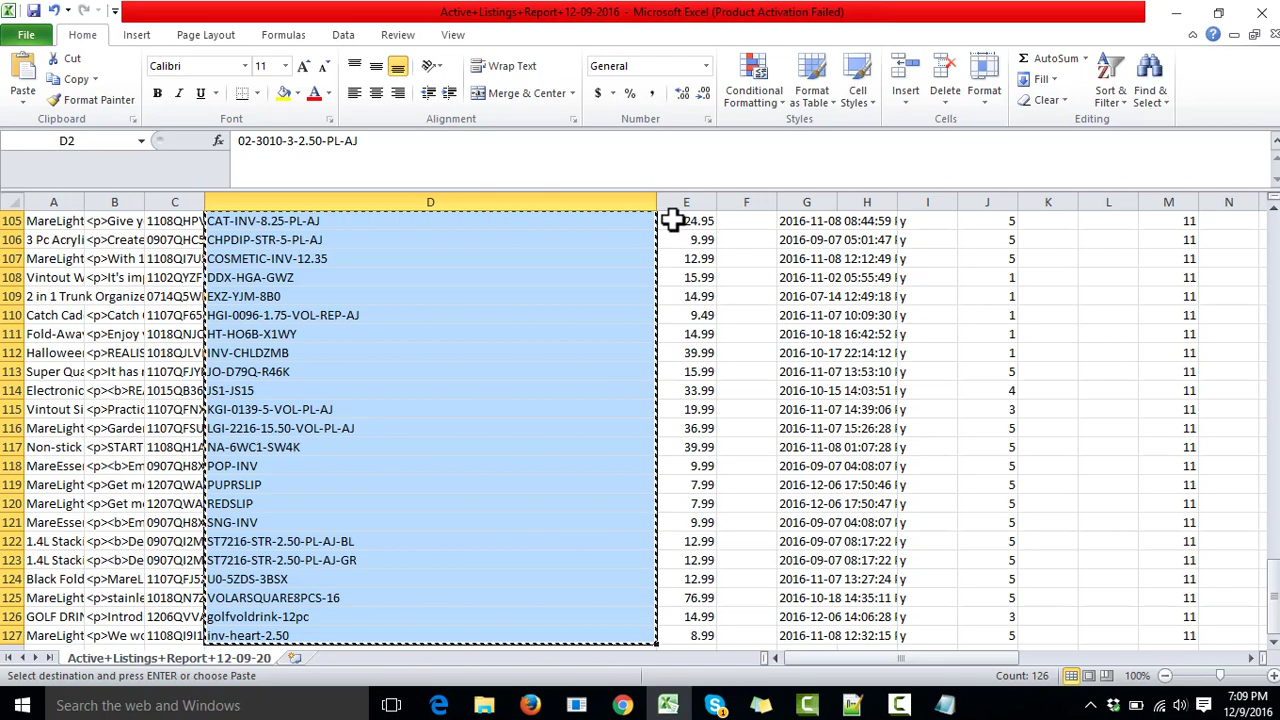 Active+Listings+Report+12-09-2016 - Microsoft Excel (Product Activation Failed)
File Home Insert Page Layout Formulas Data Review View
Cut Calibri 11 Wrap Text General AutoSum
Copy Fill
Paste Format Painter B I U Merge & Center $ % , Conditional Formatting Format as Table Cell Styles Insert Delete Format Clear Sort & Filter Find & Select
Clipboard Font Alignment Number Styles Cells Editing
D2 fx 02-3010-3-2.50-PL-AJ
A B C D E F G H I J K L M N
105 MareLight <p>Give y 1108QHP CAT-INV-8.25-PL-AJ 24.95 2016-11-08 08:44:59 y 5 11
106 3 Pc Acryli <p>Create 0907QHC5 CHPDIP-STR-5-PL-AJ 9.99 2016-09-07 05:01:47 y 5 11
107 MareLight <p>With 1 1108QI7U COSMETIC-INV-12.35 12.99 2016-11-08 12:12:49 y 5 11
108 Vintout W <p>It's im 1102QYZF DDX-HGA-GWZ 15.99 2016-11-02 05:55:49 y 1 11
109 2 in 1 Trunk Organize 0714Q5W EXZ-YJM-8B0 14.99 2016-07-14 12:49:18 y 1 11
110 Catch Cad <p>Catch 1107QF65 HGI-0096-1.75-VOL-REP-AJ 9.49 2016-11-07 10:09:30 y 1 11
111 Fold-Away <p>Enjoy 1018QNJC HT-HO6B-X1WY 14.99 2016-10-18 16:42:52 y 1 11
112 Hallowee <p>REALIS 1018QJLV INV-CHLDZMB 39.99 2016-10-17 22:14:12 y 1 11
113 Super Qua <p>It has 1107QFJY JO-D79Q-R46K 15.99 2016-11-07 13:53:10 y 5 11
114 Electronic <p><b>RE 1015QB36 JS1-JS15 33.99 2016-10-15 14:03:51 y 4 11
115 Vintout Si <p>Practi 1107QFNX KGI-0139-5-VOL-PL-AJ 19.99 2016-11-07 14:39:06 y 3 11
116 MareLight <p>Garde 1107QFSU LGI-2216-15.50-VOL-PL-AJ 36.99 2016-11-07 15:26:28 y 3 11
117 Non-stick <p>START 1108QH1A NA-6WC1-SW4K 39.99 2016-11-08 01:07:28 y 5 11
118 MareEsser <p><b>Em 0907QH8X POP-INV 9.99 2016-09-07 04:08:07 y 5 11
119 MareLight <p>Get m 1207QWA PUPRSLIP 7.99 2016-12-06 17:50:46 y 5 11
120 MareLight <p>Get m 1207QWA REDSLIP 7.99 2016-12-06 17:50:47 y 5 11
121 MareEsser <p><b>Em 0907QH8X SNG-INV 9.99 2016-09-07 04:08:07 y 5 11
122 1.4L Stacki <p><b>De 0907QI2M ST7216-STR-2.50-PL-AJ-BL 12.99 2016-09-07 08:17:22 y 5 11
123 1.4L Stacki <p><b>De 0907QI2M ST7216-STR-2.50-PL-AJ-GR 12.99 2016-09-07 08:17:22 y 5 11
124 Black Fold <p>MareL 1107QFJ5 U0-5ZDS-3BSX 12.99 2016-11-07 13:27:24 y 5 11
125 MareLight <p>stainle 1018QN7 VOLARSQUARE8PCS-16 76.99 2016-10-18 14:35:11 y 5 11
126 GOLF DRIN <p>Introd 1206QVVA golfvoldrink-12pc 14.99 2016-12-06 14:06:28 y 3 11
127 MareLight <p>We wo 1108QI9I1 inv-heart-2.50 8.99 2016-11-08 12:32:15 y 5 11
Active+Listings+Report+12-09-20
Select destination and press ENTER or choose Paste Count: 126 100%
Search the web and Windows 7:09 PM
12/9/2016